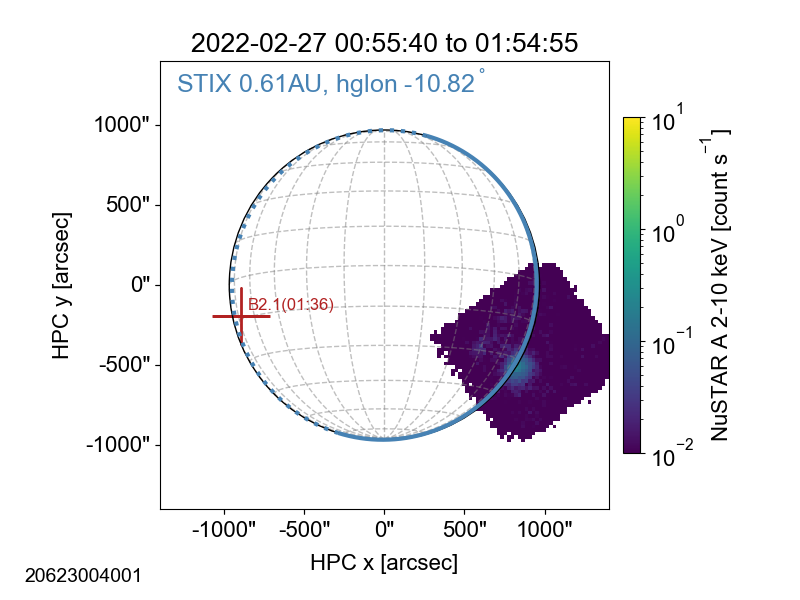 2022-02-27 00:55:40 to 01:54:55
STIX 0.61AU, hglon -10.82°
B2.1(01:36)
1000"
500"
0"
-500"
-1000"
HPC y [arcsec]
-1000"
-500"
0"
500"
1000"
HPC x [arcsec]
10^1
10^0
10^−1
10^−2
NuSTAR A 2-10 keV [count s^−1]
20623004001